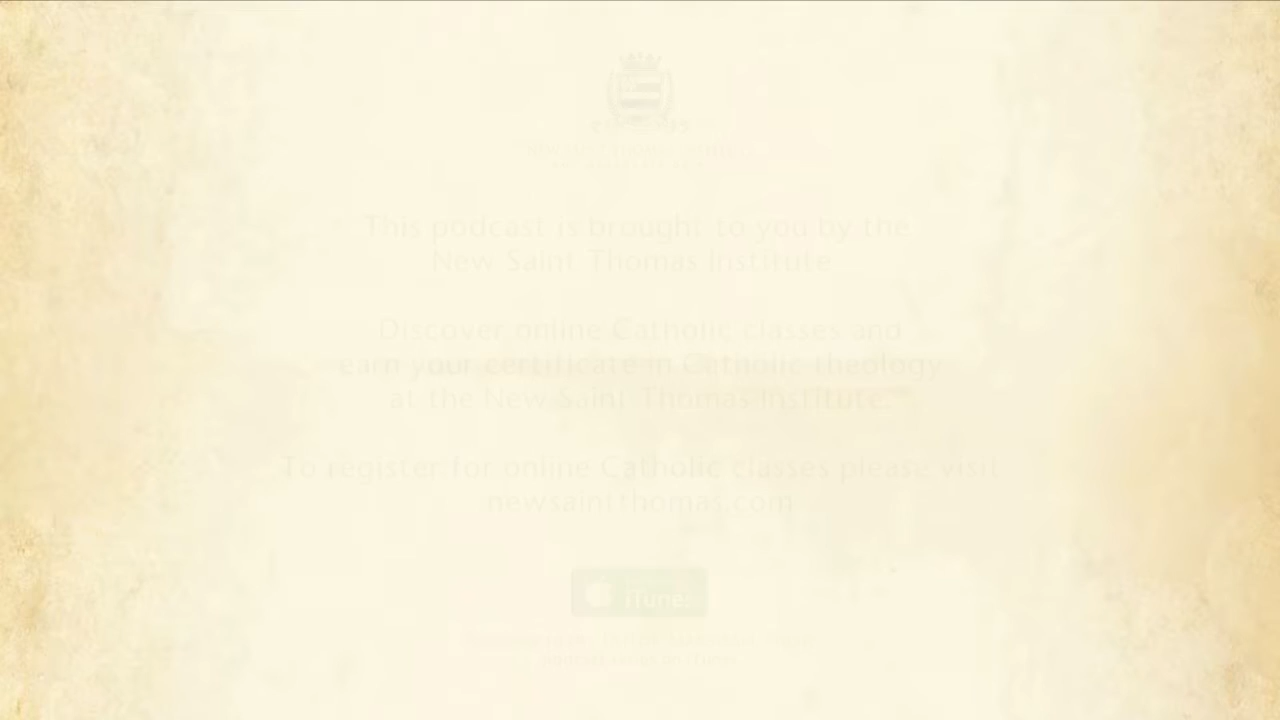 This podcast is brought to you by the
New Saint Thomas Institute
Discover online Catholic classes and
earn your certificate in Catholic theology
at the New Saint Thomas Institute.
To register for online Catholic classes please visit
newsaintthomas.com
iTunes